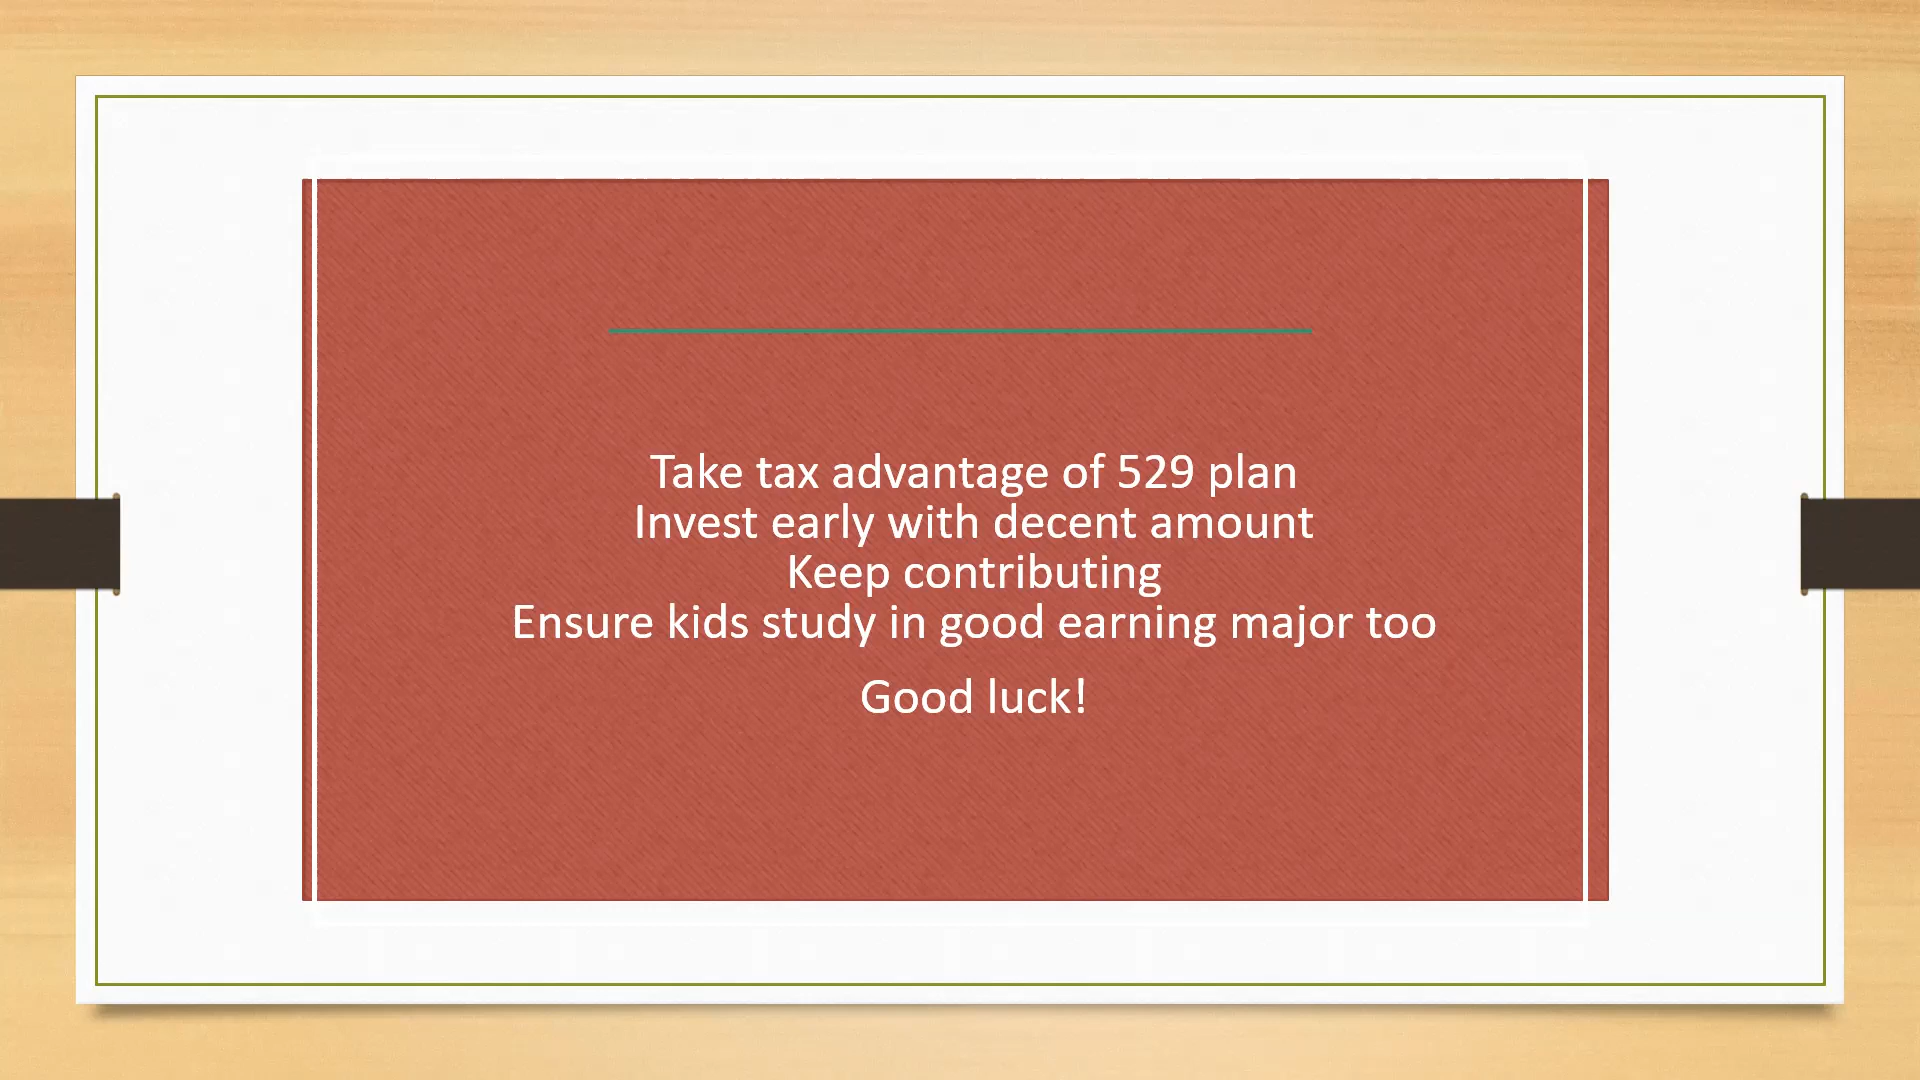 Take tax advantage of 529 plan
Invest early with decent amount
Keep contributing
Ensure kids study in good earning major too
Good luck!